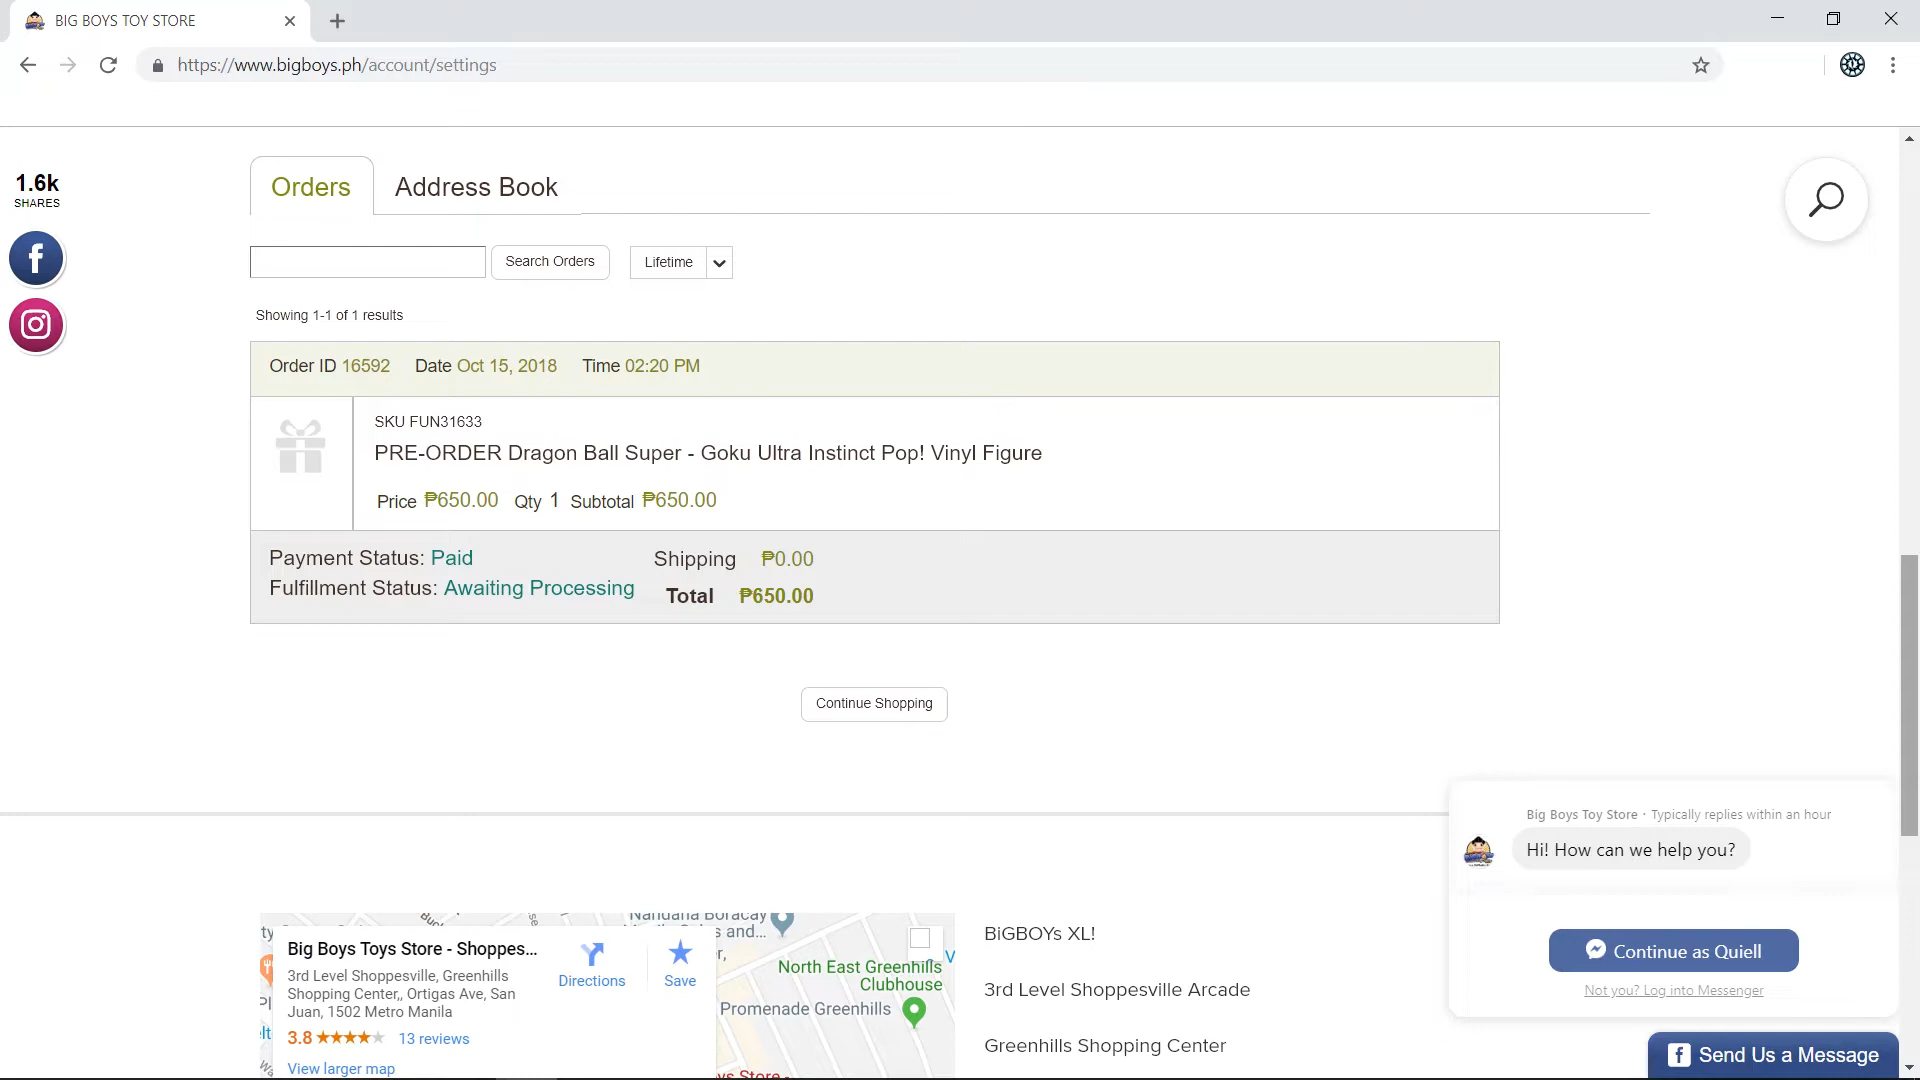 BIG BOYS TOY STORE
https://www.bigboys.ph/account/settings
1.6k
SHARES
Orders
Address Book
Search Orders
Lifetime
Showing 1-1 of 1 results
Order ID 16592 Date Oct 15, 2018 Time 02:20 PM
SKU FUN31633
PRE-ORDER Dragon Ball Super - Goku Ultra Instinct Pop! Vinyl Figure
Price ₱650.00 Qty 1 Subtotal ₱650.00
Payment Status: Paid
Fulfillment Status: Awaiting Processing
Shipping ₱0.00
Total ₱650.00
Continue Shopping
Big Boys Toy Store · Typically replies within an hour
Hi! How can we help you?
Continue as Quiell
Not you? Log into Messenger
Send Us a Message
Big Boys Toys Store - Shoppes...
3rd Level Shoppesville, Greenhills
Shopping Center,, Ortigas Ave, San
Juan, 1502 Metro Manila
3.8 13 reviews
View larger map
Directions
Save
North East Greenhills
Clubhouse
Promenade Greenhills
BiGBOYs XL!
3rd Level Shoppesville Arcade
Greenhills Shopping Center